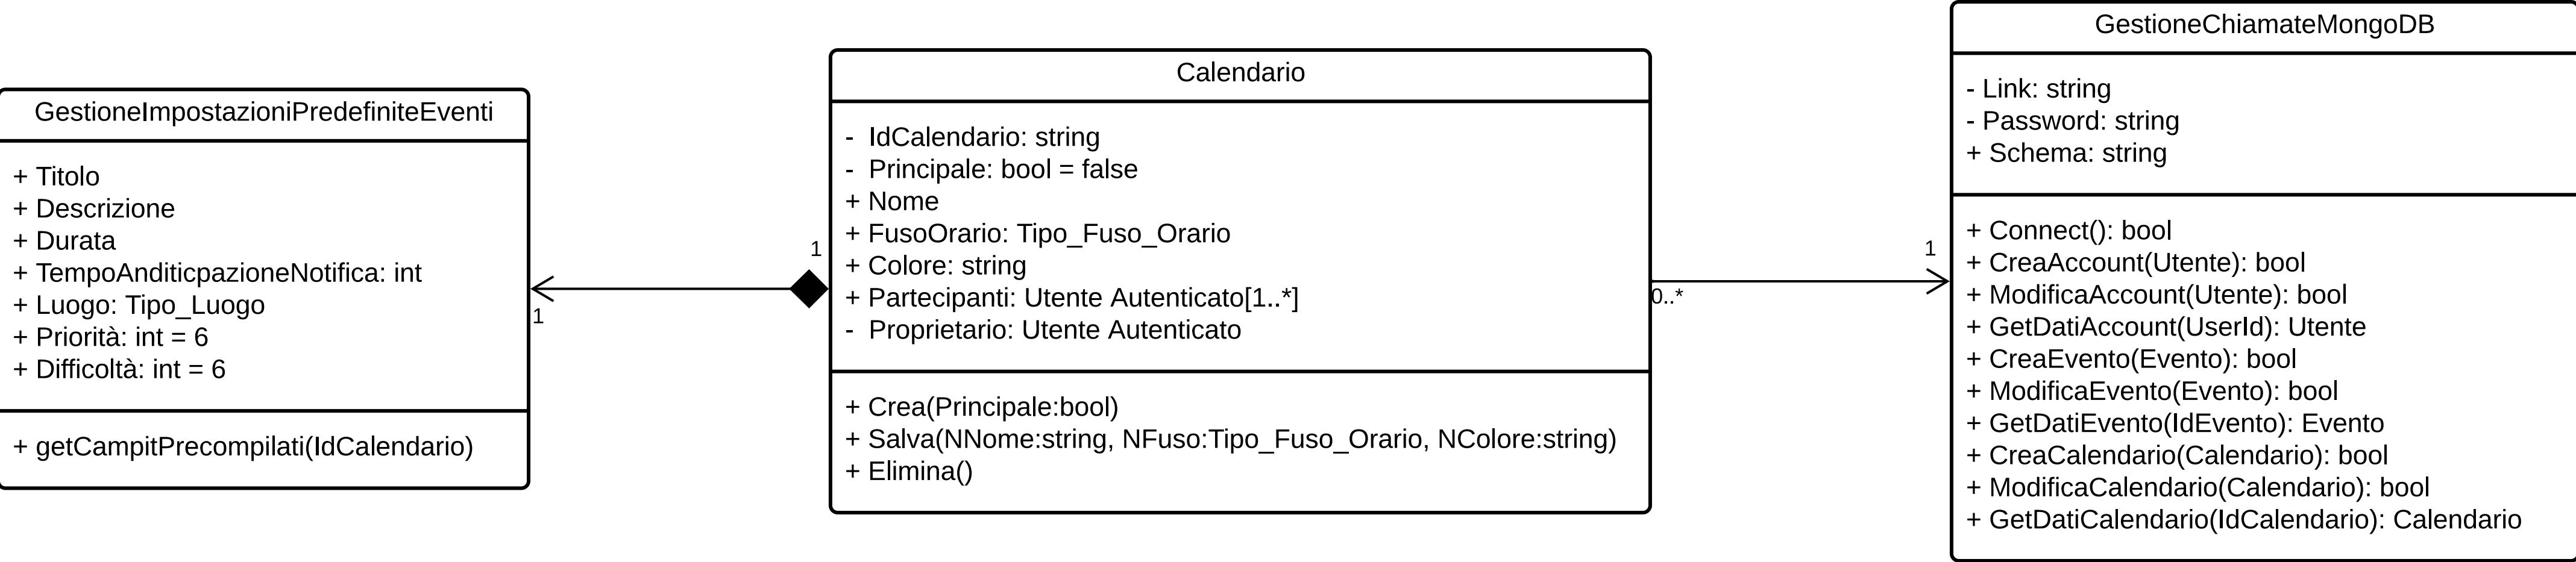 GestioneImpostazioniPredefiniteEventi
+ Titolo
+ Descrizione
+ Durata
+ TempoAnditicpazioneNotifica: int
+ Luogo: Tipo_Luogo
+ Priorità: int = 6
+ Difficoltà: int = 6
+ getCampitPrecompilati(IdCalendario)
1
1
Calendario
- IdCalendario: string
- Principale: bool = false
+ Nome
+ FusoOrario: Tipo_Fuso_Orario
+ Colore: string
+ Partecipanti: Utente Autenticato[1..*]
- Proprietario: Utente Autenticato
+ Crea(Principale:bool)
+ Salva(NNome:string, NFuso:Tipo_Fuso_Orario, NColore:string)
+ Elimina()
0..*
1
GestioneChiamateMongoDB
- Link: string
- Password: string
+ Schema: string
+ Connect(): bool
+ CreaAccount(Utente): bool
+ ModificaAccount(Utente): bool
+ GetDatiAccount(UserId): Utente
+ CreaEvento(Evento): bool
+ ModificaEvento(Evento): bool
+ GetDatiEvento(IdEvento): Evento
+ CreaCalendario(Calendario): bool
+ ModificaCalendario(Calendario): bool
+ GetDatiCalendario(IdCalendario): Calendario